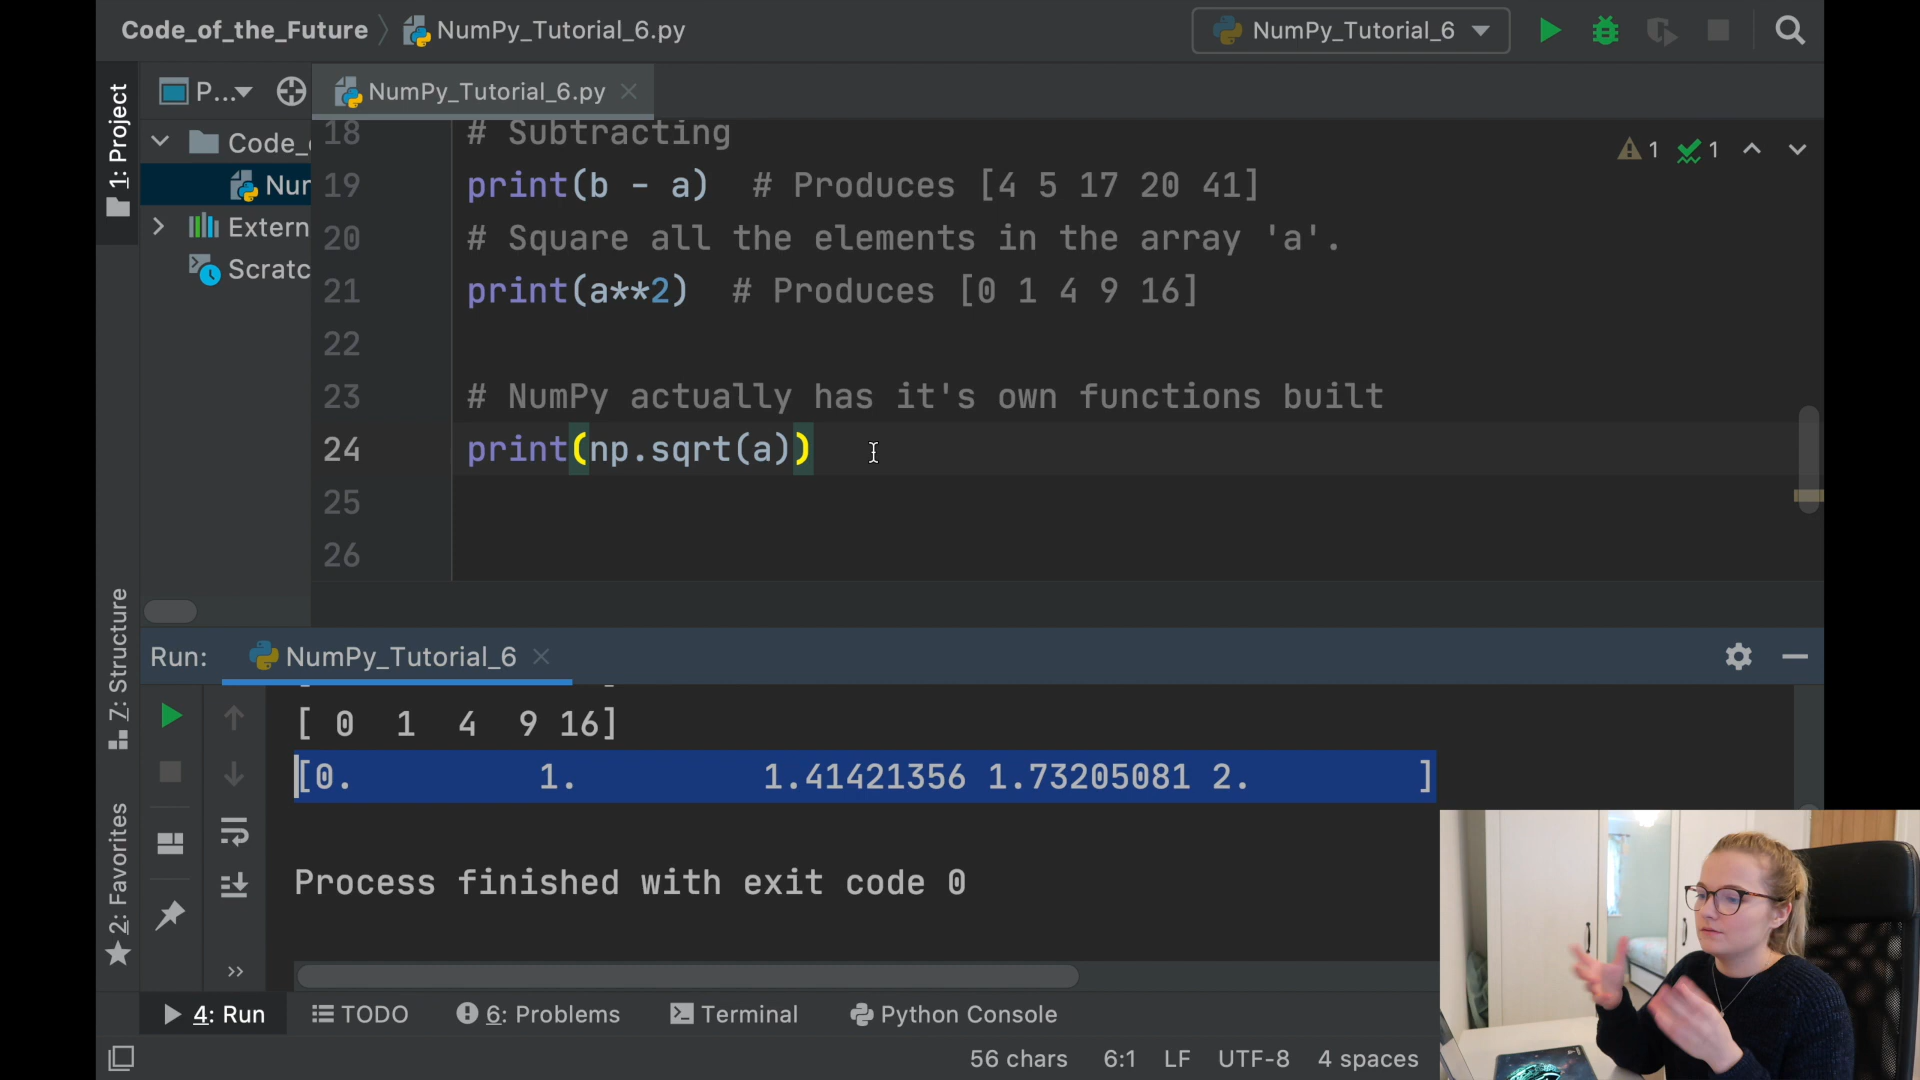 Code_of_the_Future
NumPy_Tutorial_6.py
NumPy_Tutorial_6
1: Project
P...
NumPy_Tutorial_6.py
Code_
Nur
Extern
Scratc
1
1
18 # Subtracting
19 print(b - a)  # Produces [4 5 17 20 41]
20 # Square all the elements in the array 'a'.
21 print(a**2)  # Produces [0 1 4 9 16]
22
23 # NumPy actually has it's own functions built
24 print(np.sqrt(a))
25
26
7: Structure
2: Favorites
Run:
NumPy_Tutorial_6
[ 0  1  4  9 16]
[0.         1.         1.41421356 1.73205081 2.        ]
Process finished with exit code 0
4: Run
TODO
6: Problems
Terminal
Python Console
56 chars
6:1
LF
UTF-8
4 spaces